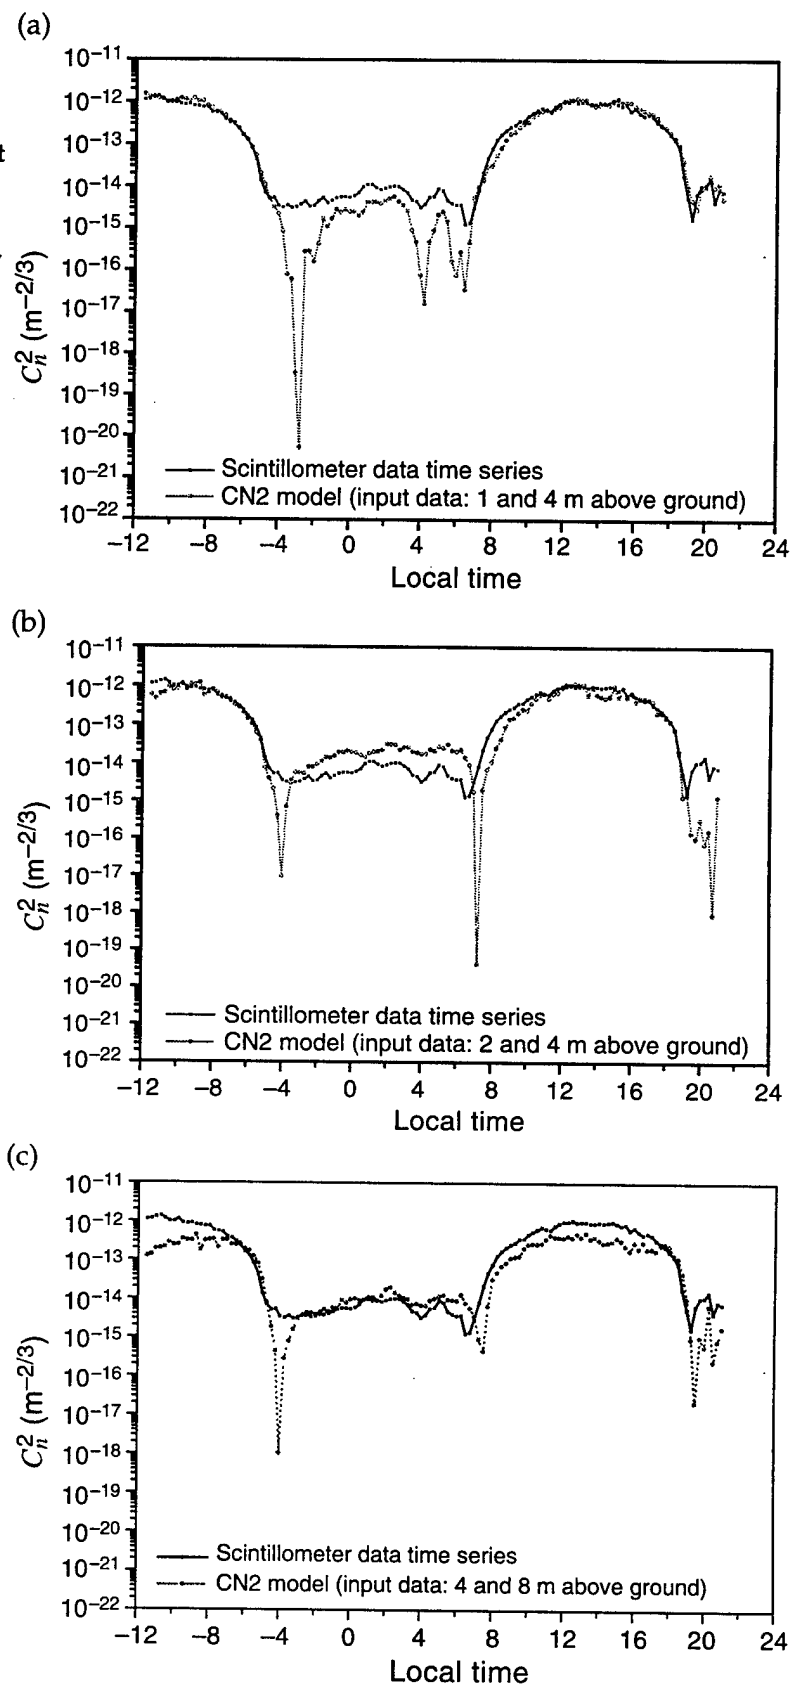 (a)
10−11
10−12
10−13
t
10−14
10−15
10−16
10−17
10−18
10−19
10−20
10−21
10−22
C2n (m−2/3)
Scintillometer data time series
CN2 model (input data: 1 and 4 m above ground)
−12 −8 −4 0 4 8 12 16 20 24
Local time
(b)
10−11
10−12
10−13
10−14
10−15
10−16
10−17
10−18
10−19
10−20
10−21
10−22
C2n (m−2/3)
Scintillometer data time series
CN2 model (input data: 2 and 4 m above ground)
−12 −8 −4 0 4 8 12 16 20 24
Local time
(c)
10−11
10−12
10−13
10−14
10−15
10−16
10−17
10−18
10−19
10−20
10−21
10−22
C2n (m−2/3)
Scintillometer data time series
CN2 model (input data: 4 and 8 m above ground)
−12 −8 −4 0 4 8 12 16 20 24
Local time